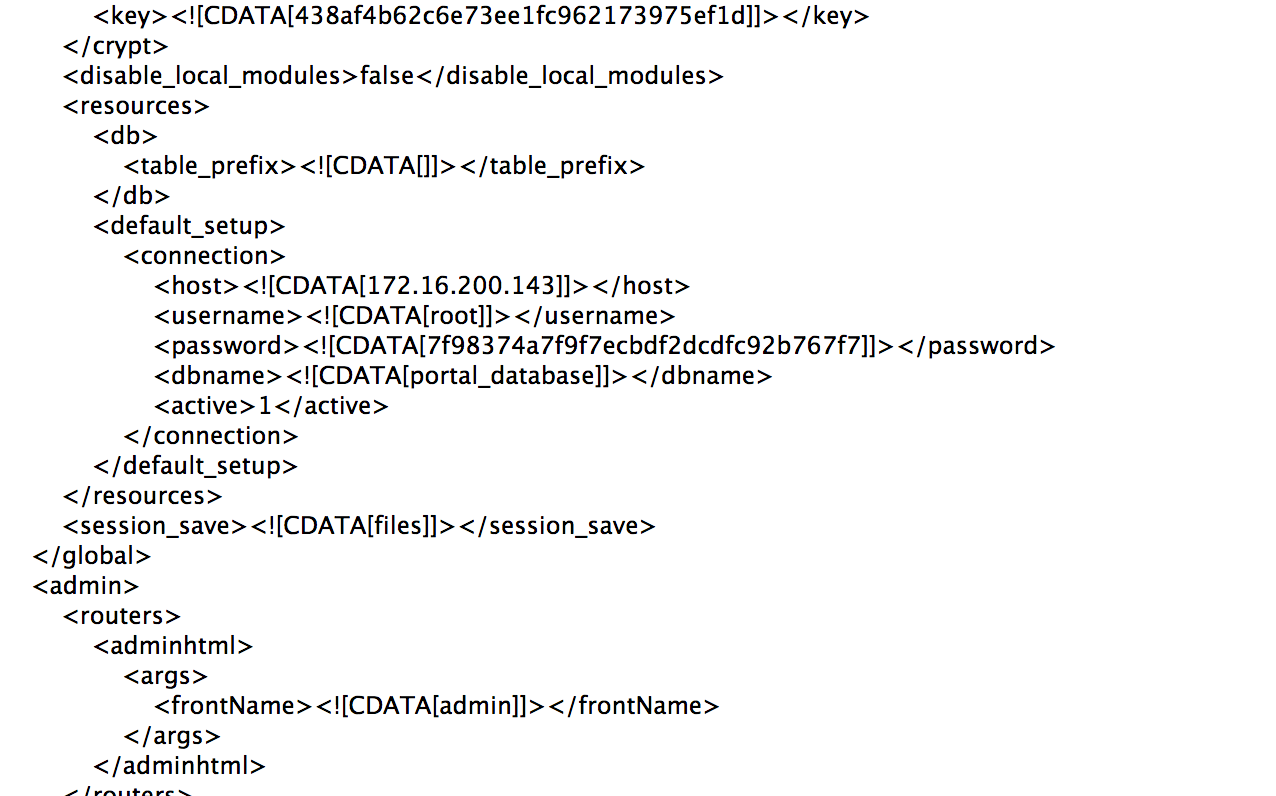 <key><![CDATA[438af4b62c6e73ee1fc962173975ef1d]]></key>
</crypt>
<disable_local_modules>false</disable_local_modules>
<resources>
<db>
<table_prefix><![CDATA[]]></table_prefix>
</db>
<default_setup>
<connection>
<host><![CDATA[172.16.200.143]]></host>
<username><![CDATA[root]]></username>
<password><![CDATA[7f98374a7f9f7ecbdf2dcdfc92b767f7]]></password>
<dbname><![CDATA[portal_database]]></dbname>
<active>1</active>
</connection>
</default_setup>
</resources>
<session_save><![CDATA[files]]></session_save>
</global>
<admin>
<routers>
<adminhtml>
<args>
<frontName><![CDATA[admin]]></frontName>
</args>
</adminhtml>
</routers>